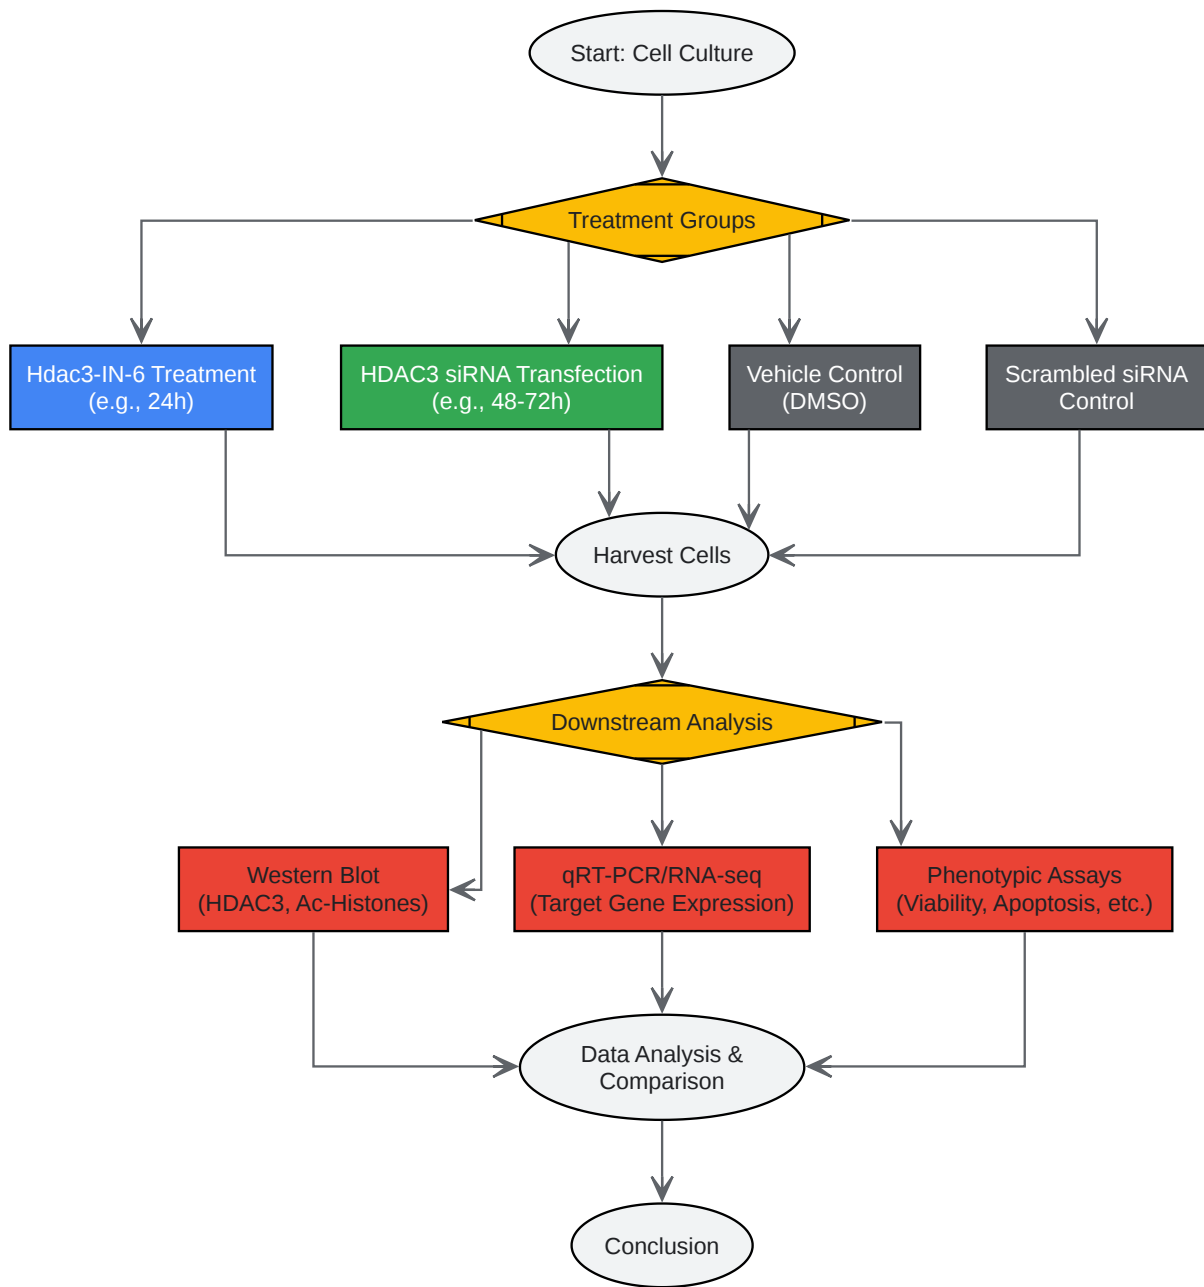 Start: Cell Culture
Treatment Groups
Hdac3-IN-6 Treatment
(e.g., 24h)
HDAC3 siRNA Transfection
(e.g., 48-72h)
Vehicle Control
(DMSO)
Scrambled siRNA
Control
Harvest Cells
Downstream Analysis
Western Blot
(HDAC3, Ac-Histones)
qRT-PCR/RNA-seq
(Target Gene Expression)
Phenotypic Assays
(Viability, Apoptosis, etc.)
Data Analysis &
Comparison
Conclusion